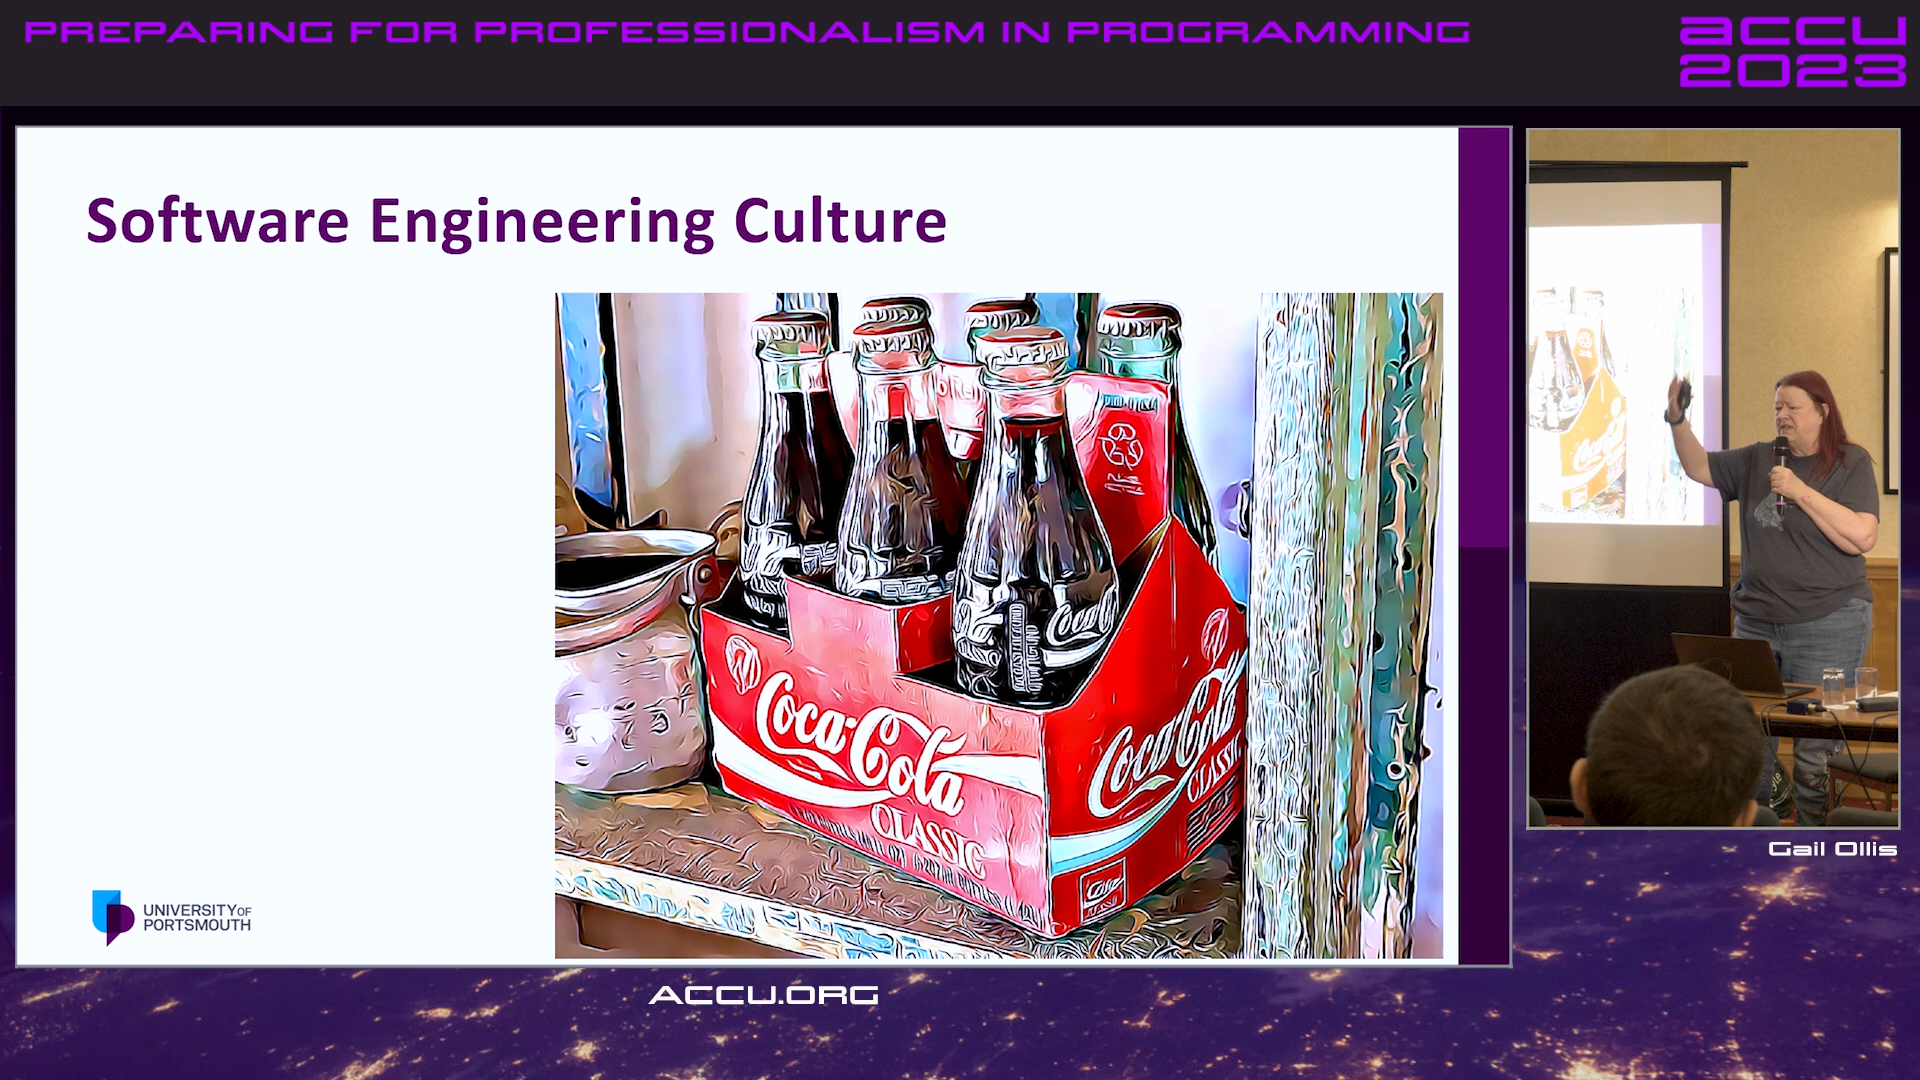 PREPARING FOR PROFESSIONALISM IN PROGRAMMING
accu
2023
Software Engineering Culture
Coca-Cola
CLASSIC
Coca-Cola
CLASSIC
Coca
UNIVERSITY OF
PORTSMOUTH
Gail Ollis
ACCU.ORG